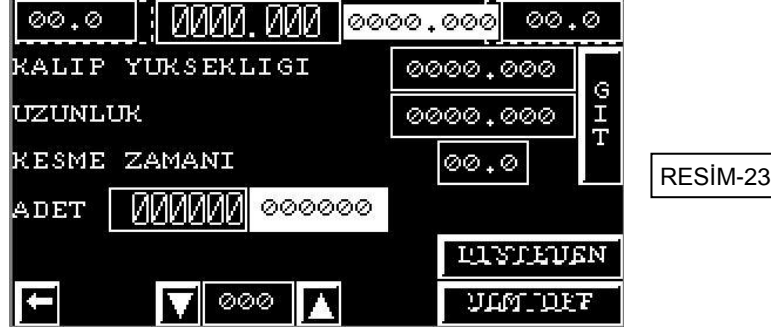 00.0 0000.000 0000.000 00.0
KALIP YUKSEKLIGI 0000.000
GIT
UZUNLUK 0000.000
KESME ZAMANI 00.0
RESİM-23
ADET 000000 000000
000